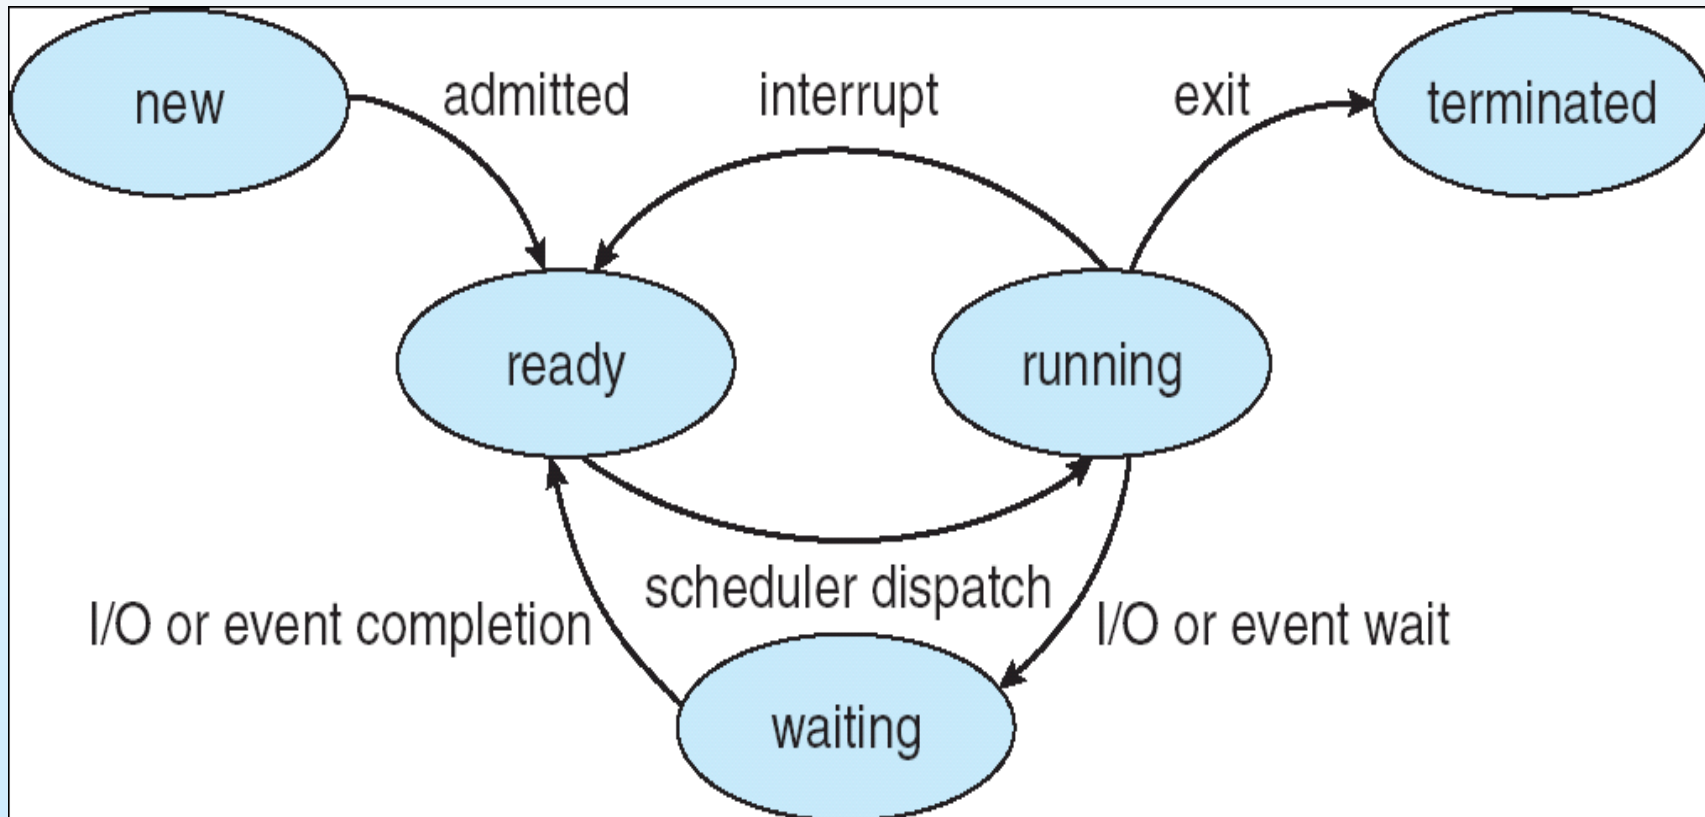 new
admitted
interrupt
exit
terminated
ready
running
scheduler dispatch
I/O or event completion
I/O or event wait
waiting